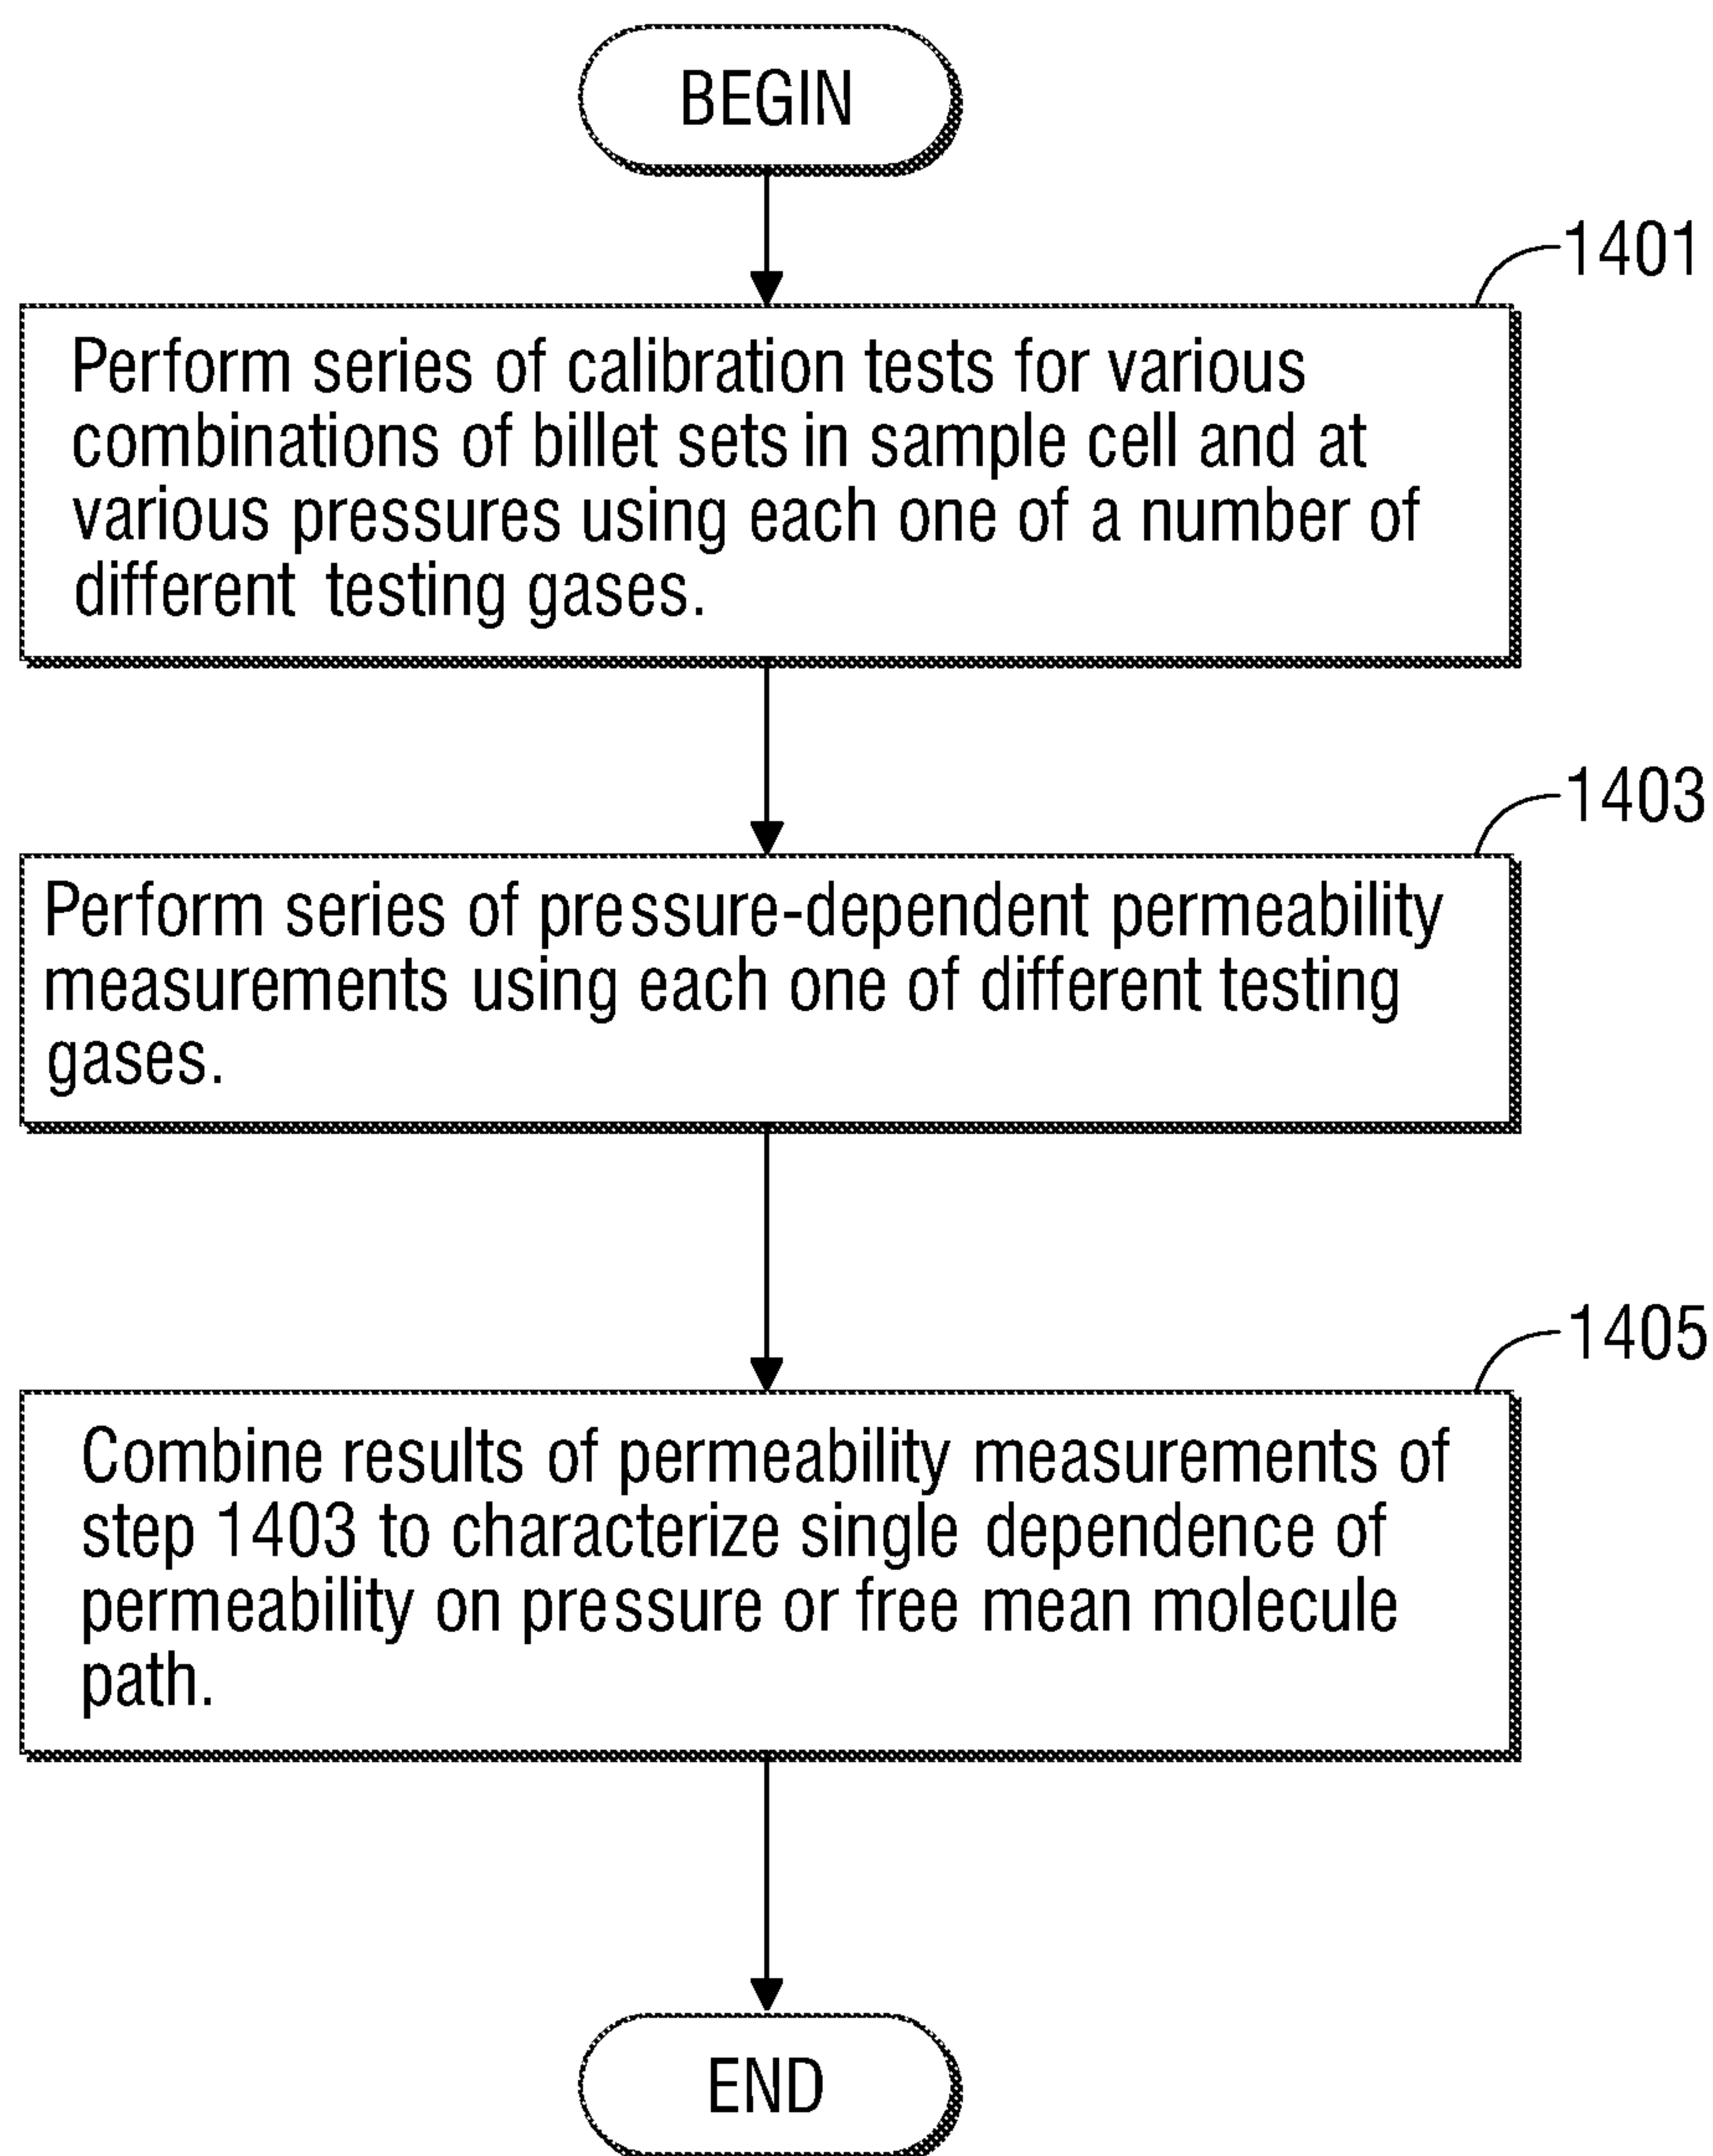 BEGIN
1401
Perform series of calibration tests for various
combinations of billet sets in sample cell and at
various pressures using each one of a number of
different testing gases.
1403
Perform series of pressure-dependent permeability
measurements using each one of different testing
gases.
1405
Combine results of permeability measurements of
step 1403 to characterize single dependence of
permeability on pressure or free mean molecule
path.
END